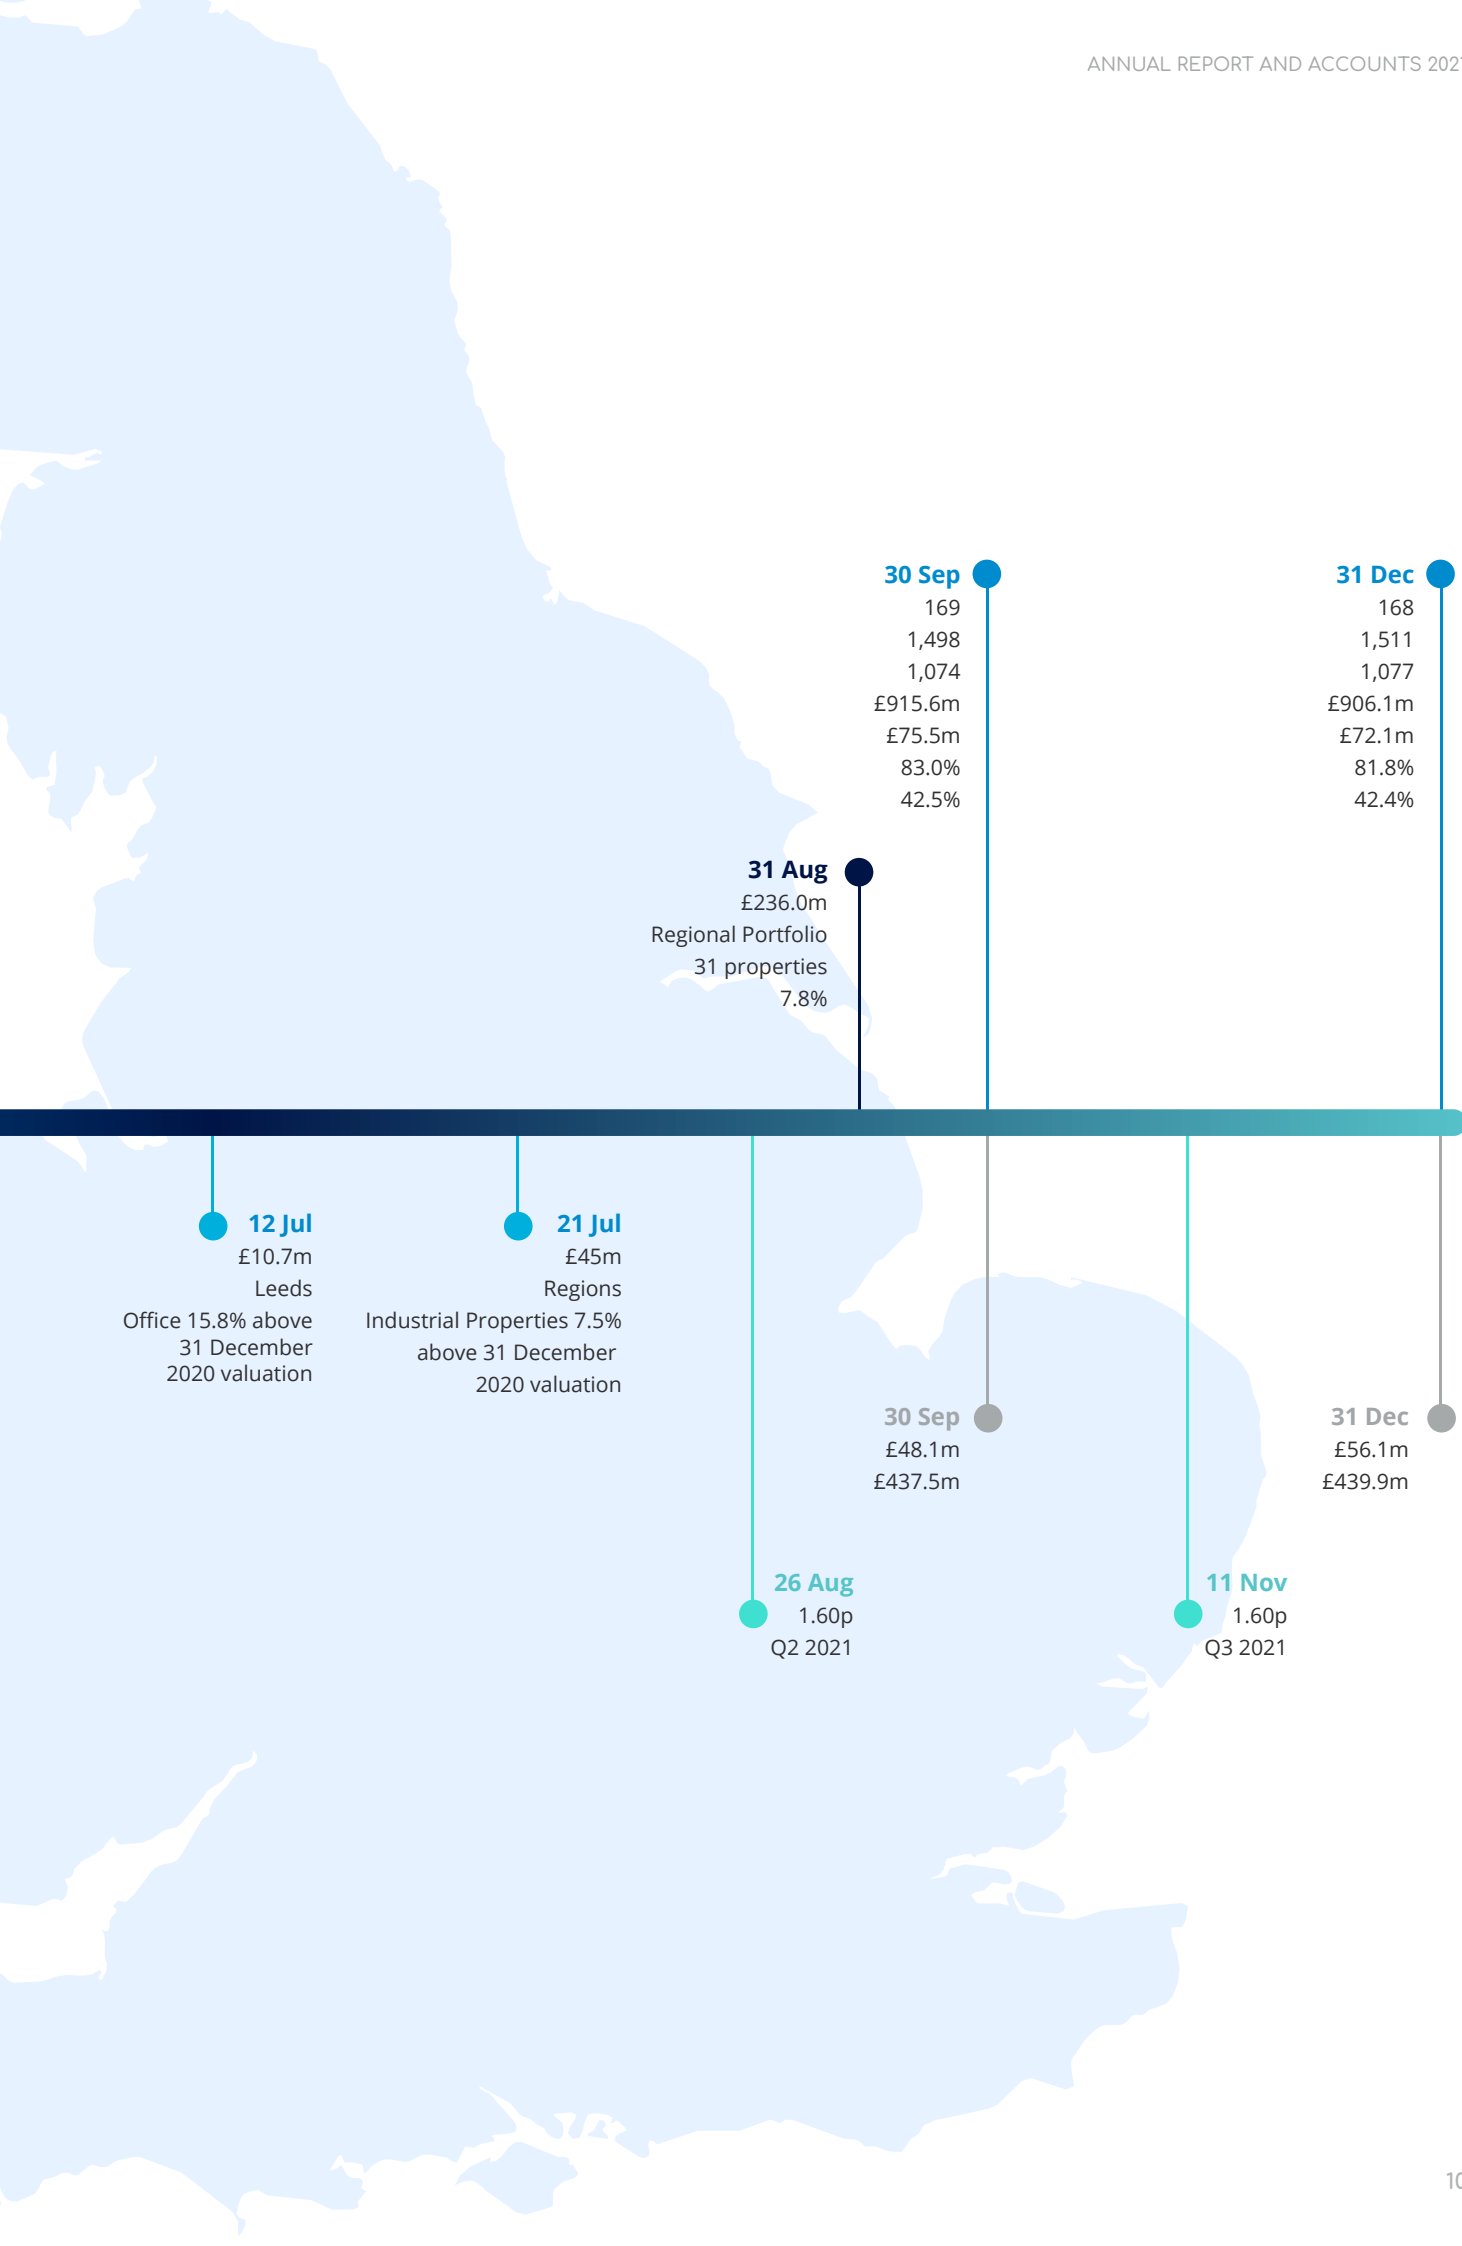 ANNUAL REPORT AND ACCOUNTS 2021
30 Sep
169
1,498
1,074
£915.6m
£75.5m
83.0%
42.5%
31 Dec
168
1,511
1,077
£906.1m
£72.1m
81.8%
42.4%
31 Aug
£236.0m
Regional Portfolio
31 properties
7.8%
12 Jul
£10.7m
Leeds
Office 15.8% above
31 December
2020 valuation
21 Jul
£45m
Regions
Industrial Properties 7.5%
above 31 December
2020 valuation
30 Sep
£48.1m
£437.5m
31 Dec
£56.1m
£439.9m
26 Aug
1.60p
Q2 2021
11 Nov
1.60p
Q3 2021
10